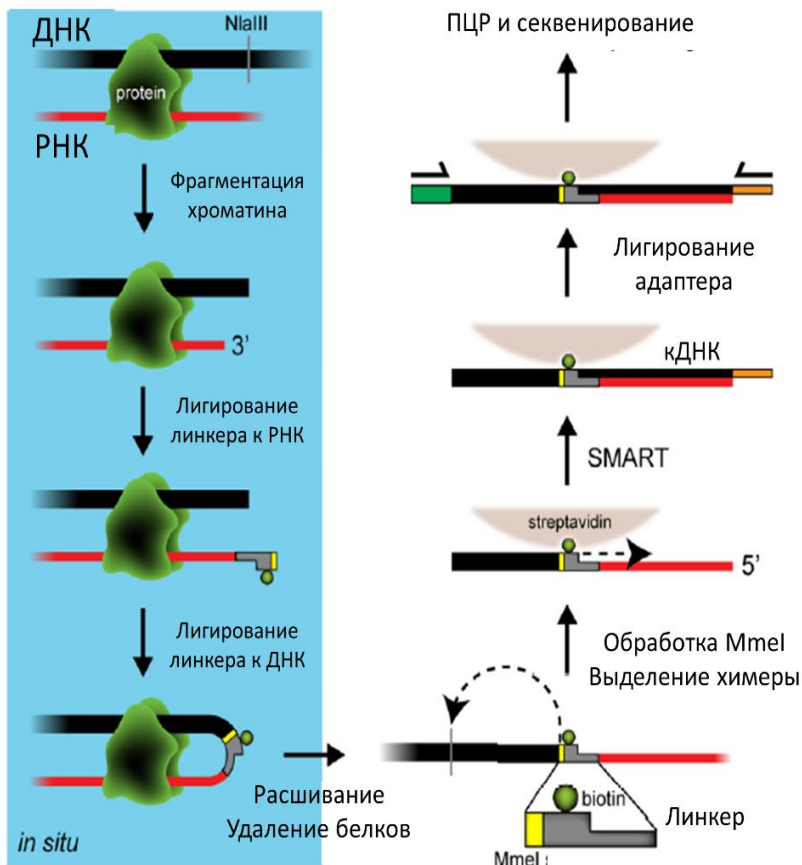 ДНК
NlaIII
protein
РНК
Фрагментация
хроматина
3'
Лигирование
линкера к РНК
Лигирование
линкера к ДНК
in situ
Расшивание
Удаление белков
ПЦР и секвенирование
Лигирование
адаптера
кДНК
SMART
streptavidin
5'
Обработка MmeI
Выделение химеры
biotin
Линкер
MmeI